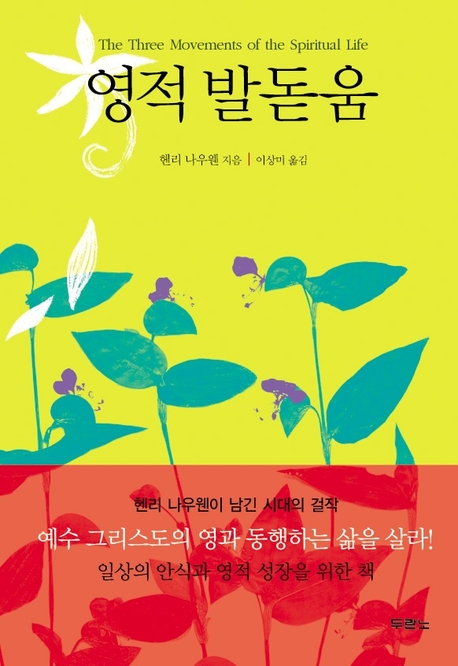 The Three Movements of the Spiritual Life
영적 발돋움
헨리 나우웬 지음 | 이상미 옮김
헨리 나우웬이 남긴 시대의 걸작
예수 그리스도의 영과 동행하는 삶을 살라!
일상의 안식과 영적 성장을 위한 책
두란노